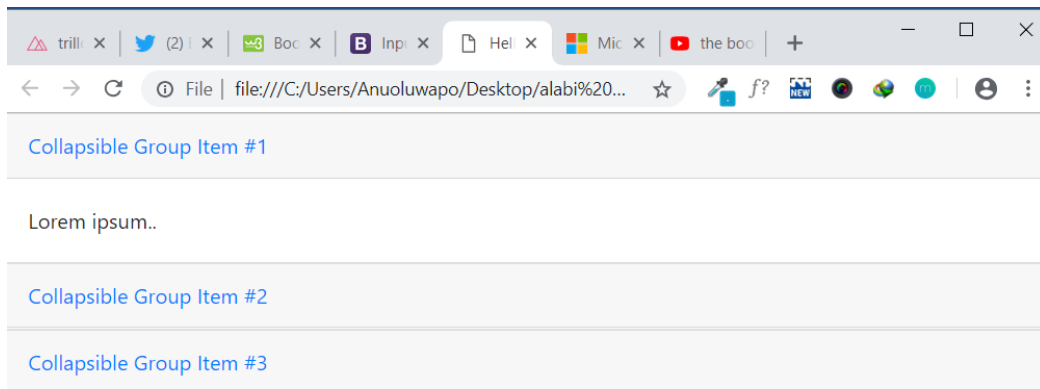 trill (2) Boo B Inp Hel Mic the boo
File file:///C:/Users/Anuoluwapo/Desktop/alabi%20... f? NEW m
Collapsible Group Item #1
Lorem ipsum..
Collapsible Group Item #2
Collapsible Group Item #3